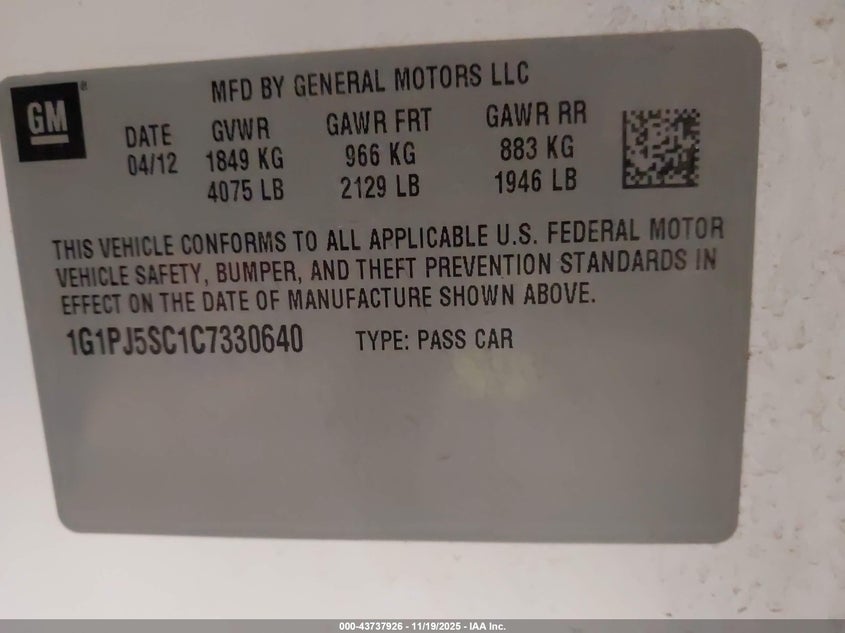 GM®
MFD BY GENERAL MOTORS LLC
DATE GVWR GAWR FRT GAWR RR
04/12 1849 KG 966 KG 883 KG
4075 LB 2129 LB 1946 LB
THIS VEHICLE CONFORMS TO ALL APPLICABLE U.S. FEDERAL MOTOR
VEHICLE SAFETY, BUMPER, AND THEFT PREVENTION STANDARDS IN
EFFECT ON THE DATE OF MANUFACTURE SHOWN ABOVE.
1G1PJ5SC1C7330640 TYPE: PASS CAR
000-43737926 - 11/19/2025 - IAA Inc.